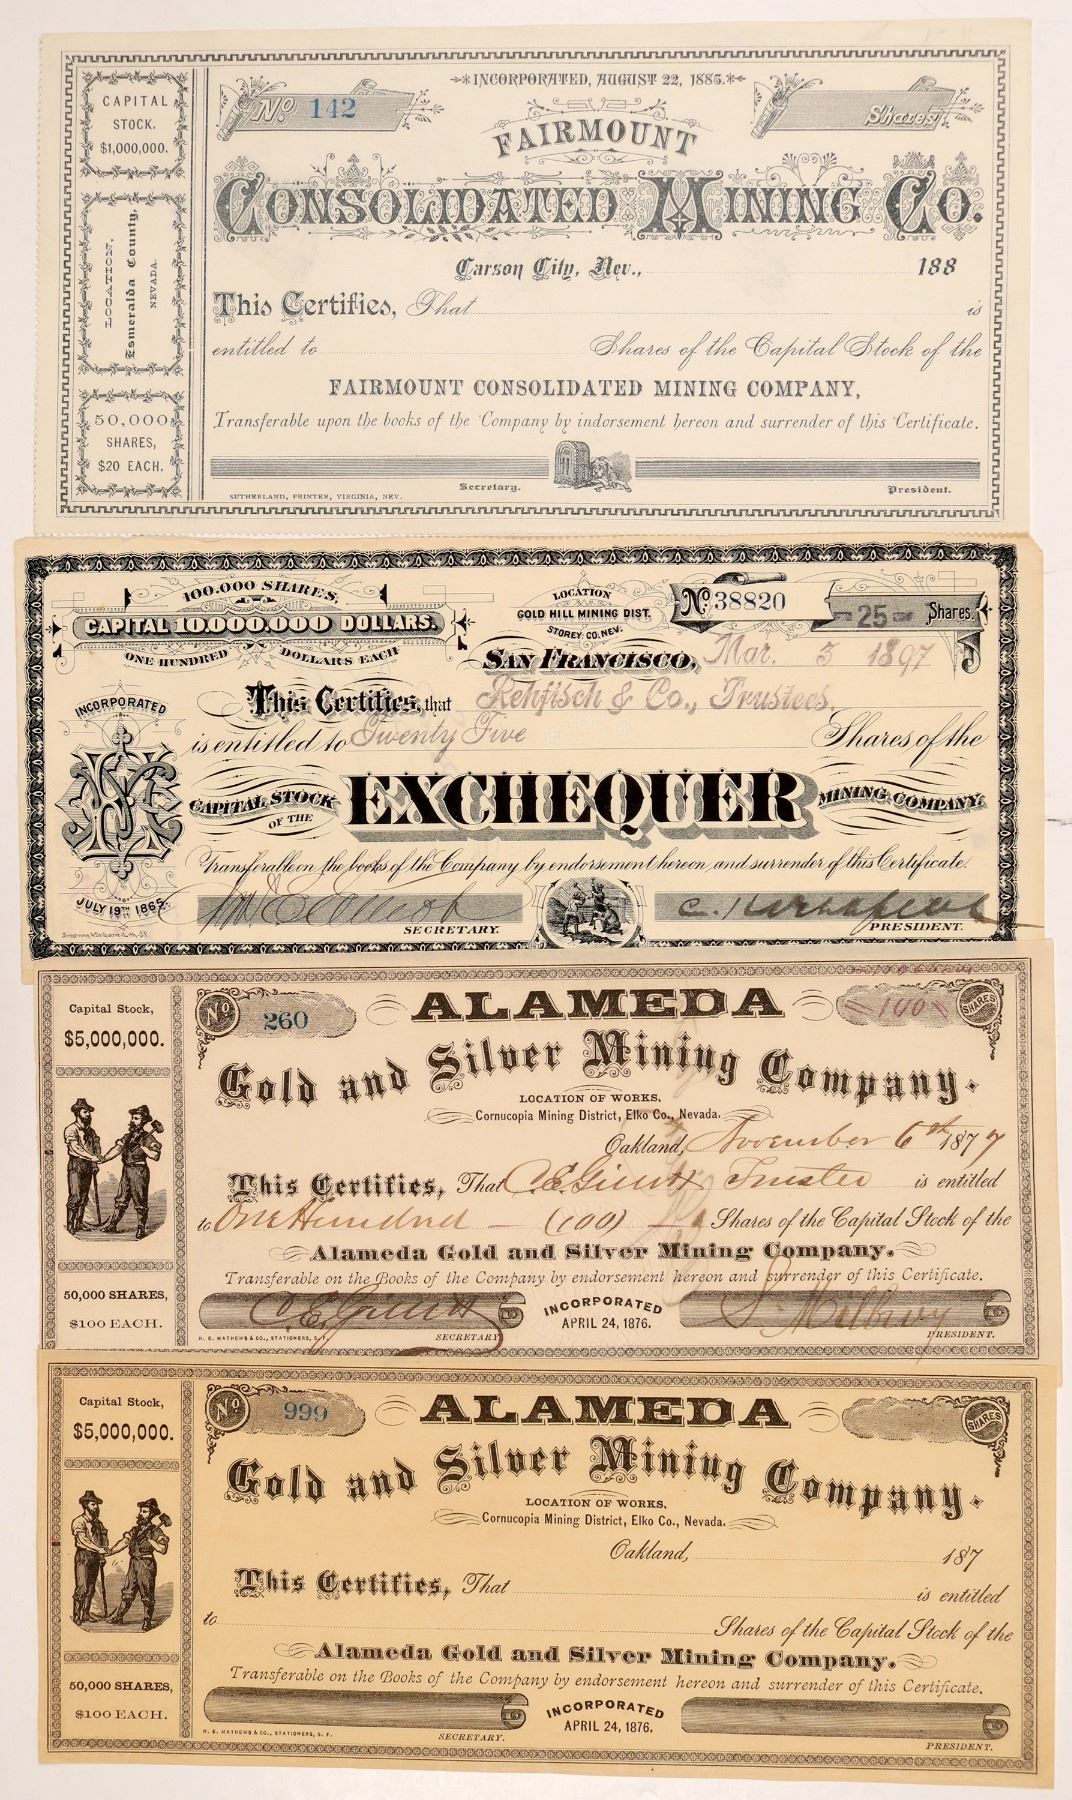 INCORPORATED, AUGUST 22, 1885.
No. 142
Shares
CAPITAL
STOCK.
$1,000,000.
LOCATION,
Esmeralda County,
NEVADA.
50,000
SHARES,
$20 EACH.
FAIRMOUNT
CONSOLIDATED MINING CO.
Carson City, Nev., 188
This Certifies, That is
entitled to Shares of the Capital Stock of the
FAIRMOUNT CONSOLIDATED MINING COMPANY,
Transferable upon the books of the Company by indorsement hereon and surrender of this Certificate.
Secretary. President.
SUTHERLAND, PRINTER, VIRGINIA, NEV.
100.000 SHARES.
CAPITAL 10,000,000 DOLLARS.
ONE HUNDRED DOLLARS EACH
LOCATION
GOLD HILL MINING DIST.
STOREY CO. NEV.
No. 38820
25 Shares.
SAN FRANCISCO, Mar. 5 1897
INCORPORATED
JULY 19TH 1865.
This Certifies, that Rehfisch & Co., Trustees.
is entitled to Twenty Five Shares of the
CAPITAL STOCK OF THE EXCHEQUER MINING COMPANY.
Transferable on the books of the Company by endorsement hereon and surrender of this Certificate.
SECRETARY. PRESIDENT.
Capital Stock,
$5,000,000.
50,000 SHARES,
$100 EACH.
No. 260
ALAMEDA
100 SHARES
Gold and Silver Mining Company.
LOCATION OF WORKS,
Cornucopia Mining District, Elko Co., Nevada.
Oakland, November 6th 1877
This Certifies, That C. E. Trustee is entitled
to One Hundred (100) Shares of the Capital Stock of the
Alameda Gold and Silver Mining Company.
Transferable on the Books of the Company by endorsement hereon and surrender of this Certificate.
INCORPORATED
APRIL 24, 1876.
H. E. MATHEWS & CO., STATIONERS, S. F.
SECRETARY PRESIDENT.
Capital Stock,
$5,000,000.
50,000 SHARES,
$100 EACH.
No. 999
ALAMEDA
SHARES
Gold and Silver Mining Company.
LOCATION OF WORKS,
Cornucopia Mining District, Elko Co., Nevada.
Oakland, 187
This Certifies, That is entitled
to Shares of the Capital Stock of the
Alameda Gold and Silver Mining Company.
Transferable on the Books of the Company by endorsement hereon and surrender of this Certificate.
INCORPORATED
APRIL 24, 1876.
H. E. MATHEWS & CO., STATIONERS, S. F.
SECRETARY. PRESIDENT.